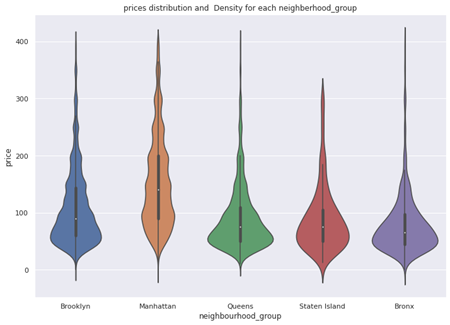 prices distribution and  Density for each neighberhood_group
price
400
300
200
100
0
Brooklyn
Manhattan
Queens
Staten Island
Bronx
neighbourhood_group